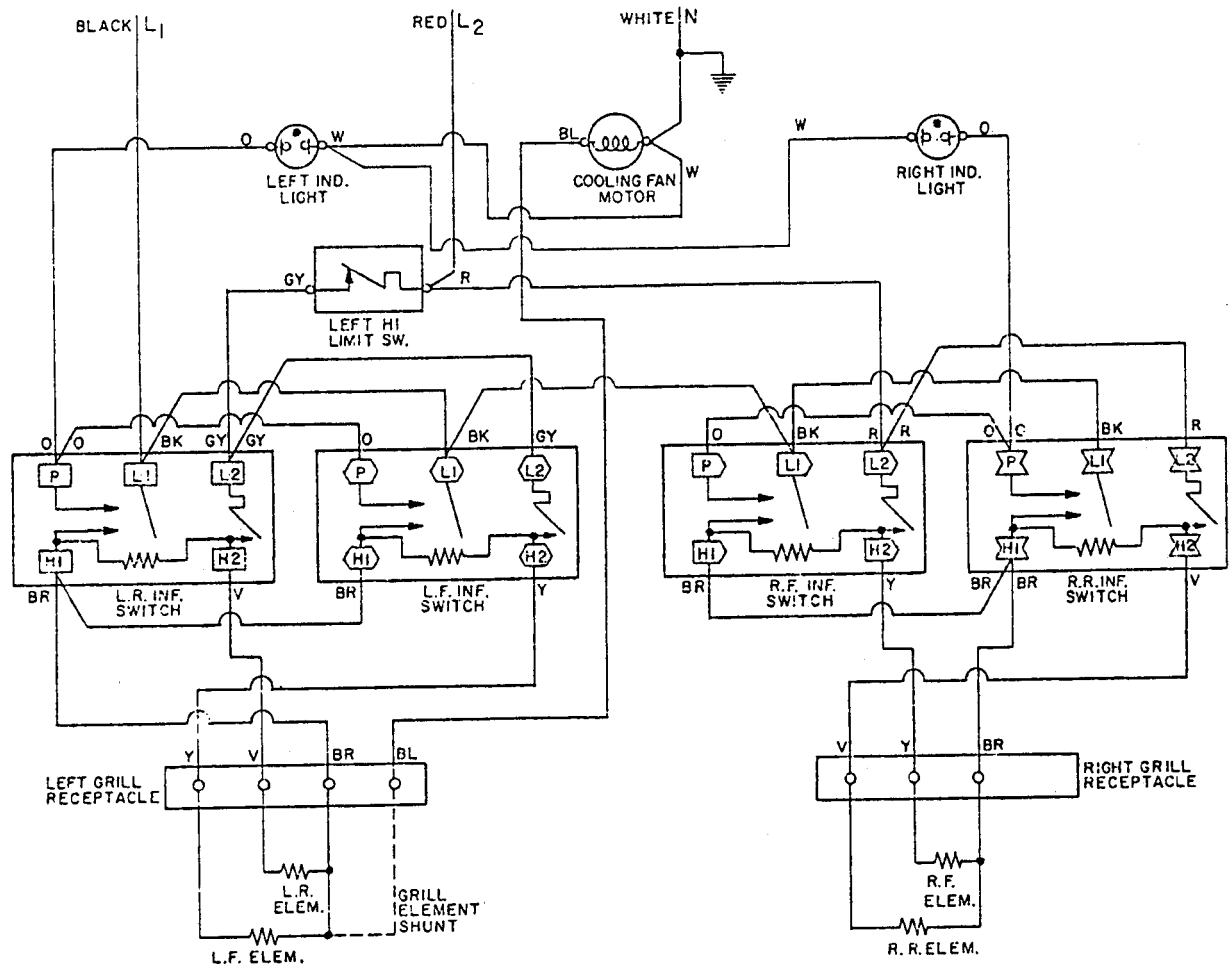 BLACK L1
RED L2
WHITE N
O
W
LEFT IND.
LIGHT
BL
W
COOLING FAN
MOTOR
W
O
RIGHT IND.
LIGHT
GY
R
LEFT HI
LIMIT SW.
O O BK GY GY
P L1 L2
H1 H2
BR V
L.R. INF.
SWITCH
O BK GY
P L1 L2
H1 H2
BR Y
L.F. INF.
SWITCH
O BK R R
P L1 L2
H1 H2
BR Y
R.F. INF.
SWITCH
O O BK R
P L1 L2
H1 H2
BR BR V
R.R. INF.
SWITCH
Y V BR BL
LEFT GRILL
RECEPTACLE
L.R.
ELEM.
L.F. ELEM.
GRILL
ELEMENT
SHUNT
V Y BR
RIGHT GRILL
RECEPTACLE
R.F.
ELEM.
R.R. ELEM.